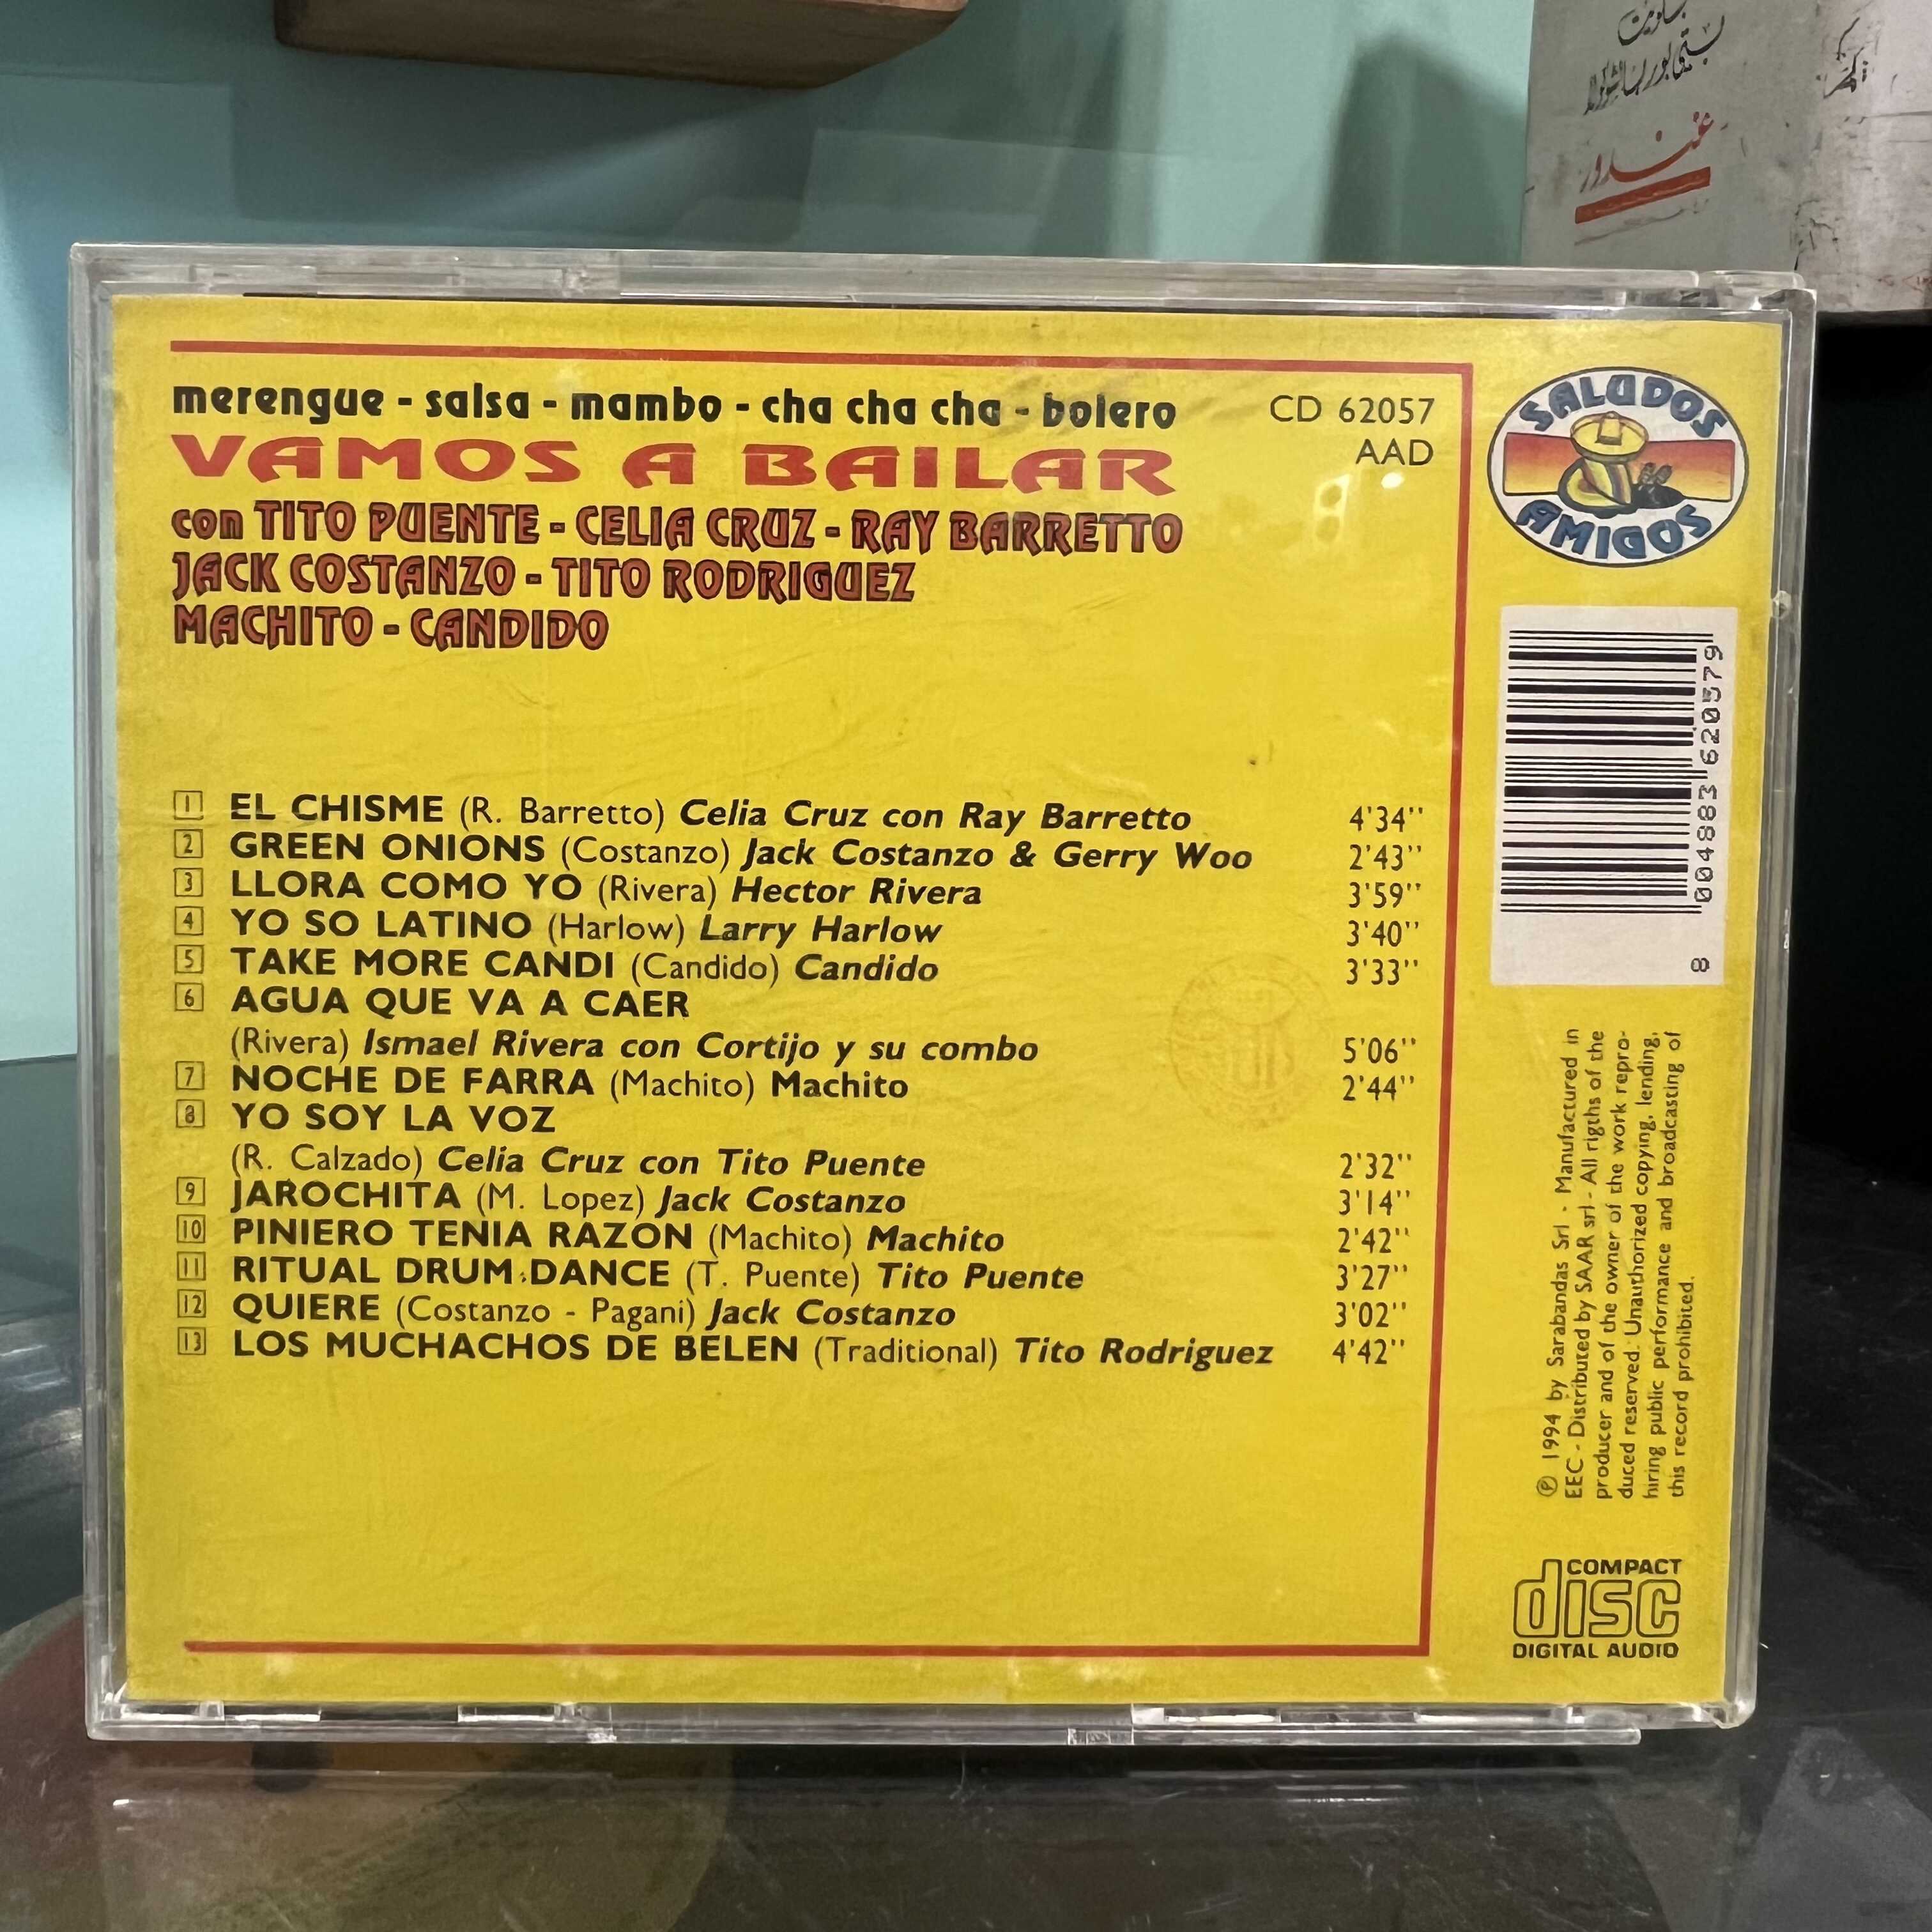 غندور
merengue - salsa - mambo - cha cha cha - bolero
VAMOS A BAILAR
con TITO PUENTE - CELIA CRUZ - RAY BARRETTO
JACK COSTANZO - TITO RODRIGUEZ
MACHITO - CANDIDO
CD 62057
AAD
SALUDOS
AMIGOS
1 EL CHISME (R. Barretto) Celia Cruz con Ray Barretto 4'34''
2 GREEN ONIONS (Costanzo) Jack Costanzo & Gerry Woo 2'43''
3 LLORA COMO YO (Rivera) Hector Rivera 3'59''
4 YO SO LATINO (Harlow) Larry Harlow 3'40''
5 TAKE MORE CANDI (Candido) Candido 3'33''
6 AGUA QUE VA A CAER
(Rivera) Ismael Rivera con Cortijo y su combo 5'06''
7 NOCHE DE FARRA (Machito) Machito 2'44''
8 YO SOY LA VOZ
(R. Calzado) Celia Cruz con Tito Puente 2'32''
9 JAROCHITA (M. Lopez) Jack Costanzo 3'14''
10 PINIERO TENIA RAZON (Machito) Machito 2'42''
11 RITUAL DRUM DANCE (T. Puente) Tito Puente 3'27''
12 QUIERE (Costanzo - Pagani) Jack Costanzo 3'02''
13 LOS MUCHACHOS DE BELEN (Traditional) Tito Rodriguez 4'42''
8 004883 620579
℗ 1994 by Sarabandas Srl - Manufactured in
EEC - Distributed by SAAR srl - All rigths of the
producer and of the owner of the work repro-
duced reserved. Unauthorized copying, lending,
hiring public performance and broadcasting of
this record prohibited.
COMPACT
disc
DIGITAL AUDIO